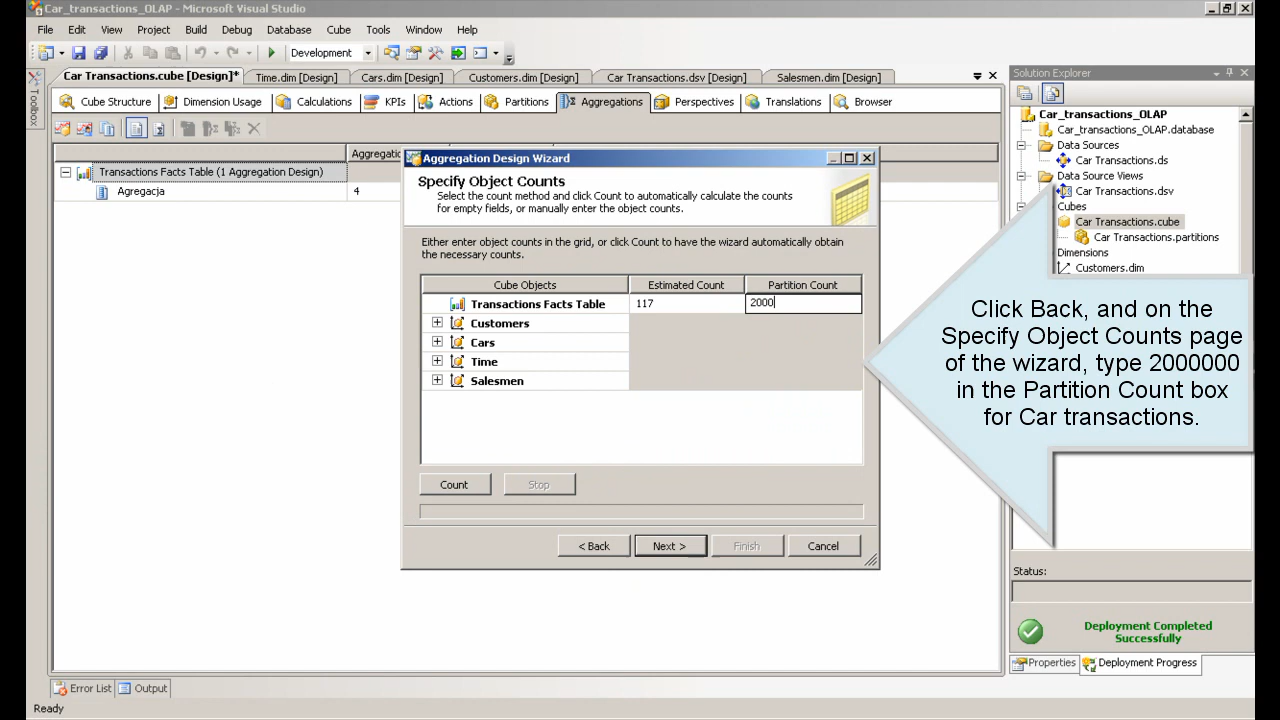 Car_transactions_OLAP - Microsoft Visual Studio
File Edit View Project Build Debug Database Cube Tools Window Help
Development
Car Transactions.cube [Design]* Time.dim [Design] Cars.dim [Design] Customers.dim [Design] Car Transactions.dsv [Design] Salesmen.dim [Design]
Toolbox
Cube Structure Dimension Usage Calculations KPIs Actions Partitions Aggregations Perspectives Translations Browser
Aggregatio
Transactions Facts Table (1 Aggregation Design)
Agregacja 4
Aggregation Design Wizard
Specify Object Counts
Select the count method and click Count to automatically calculate the counts
for empty fields, or manually enter the object counts.
Either enter object counts in the grid, or click Count to have the wizard automatically obtain
the necessary counts.
Cube Objects Estimated Count Partition Count
Transactions Facts Table 117 2000
Customers
Cars
Time
Salesmen
Count Stop
< Back Next > Finish Cancel
Solution Explorer
Car_transactions_OLAP
Car_transactions_OLAP.database
Data Sources
Car Transactions.ds
Data Source Views
Car Transactions.dsv
Cubes
Car Transactions.cube
Car Transactions.partitions
Dimensions
Customers.dim
Click Back, and on the
Specify Object Counts page
of the wizard, type 2000000
in the Partition Count box
for Car transactions.
Status:
Deployment Completed
Successfully
Properties Deployment Progress
Error List Output
Ready